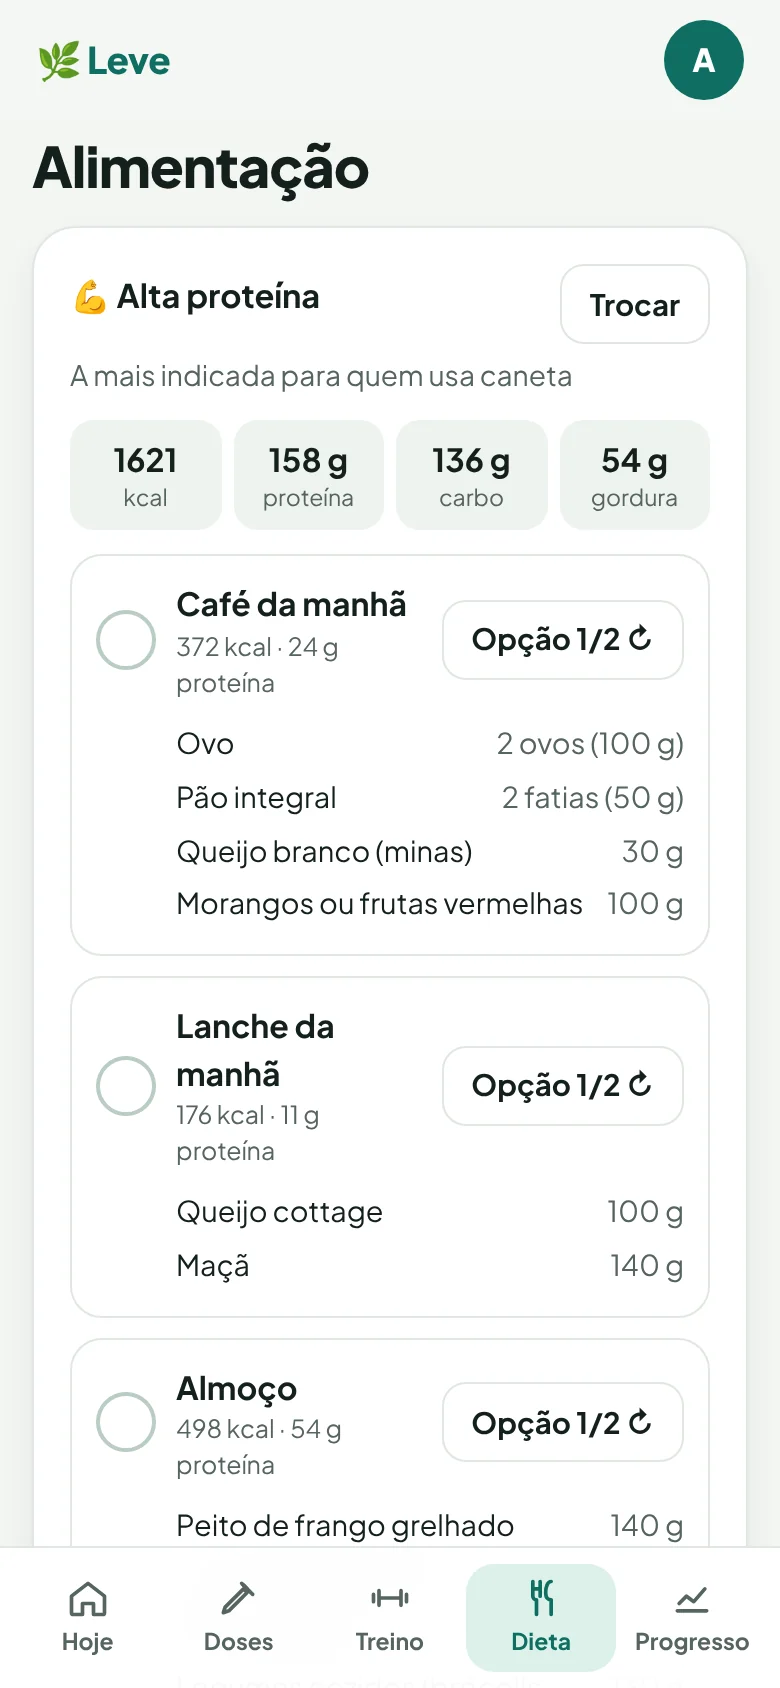 Leve
A
Alimentação
Alta proteína
Trocar
A mais indicada para quem usa caneta
1621
kcal
158 g
proteína
136 g
carbo
54 g
gordura
Café da manhã
372 kcal · 24 g
proteína
Opção 1/2 ↻
Ovo 2 ovos (100 g)
Pão integral 2 fatias (50 g)
Queijo branco (minas) 30 g
Morangos ou frutas vermelhas 100 g
Lanche da
manhã
176 kcal · 11 g
proteína
Opção 1/2 ↻
Queijo cottage 100 g
Maçã 140 g
Almoço
498 kcal · 54 g
proteína
Opção 1/2 ↻
Peito de frango grelhado 140 g
Hoje
Doses
Treino
Dieta
Progresso